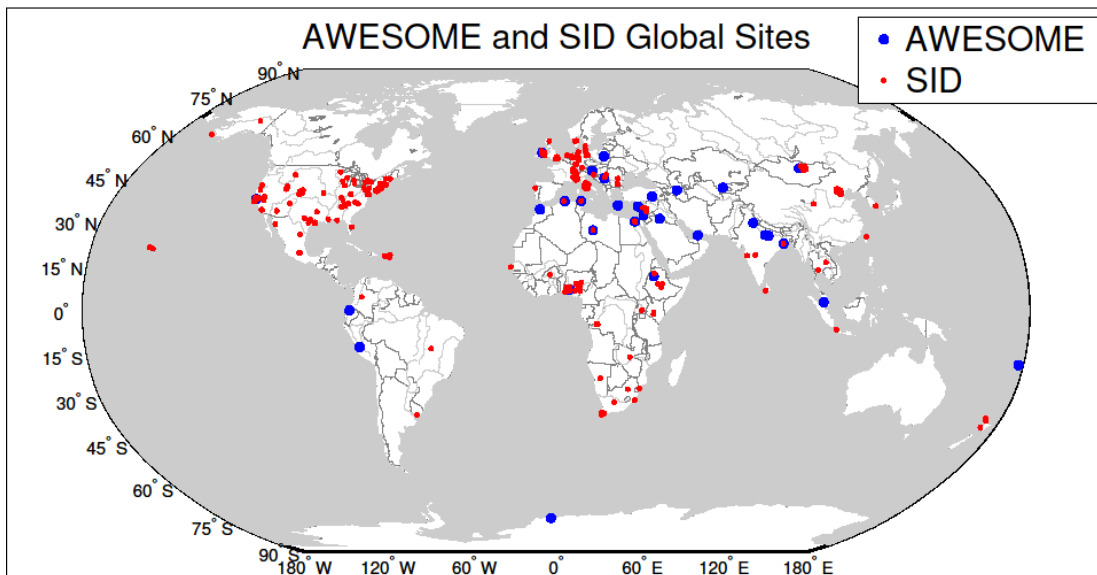 AWESOME and SID Global Sites
AWESOME
SID
90° N
75° N
60° N
45° N
30° N
15° N
0°
15° S
30° S
45° S
60° S
75° S
90° S
180° W 120° W 60° W 0° 60° E 120° E 180° E